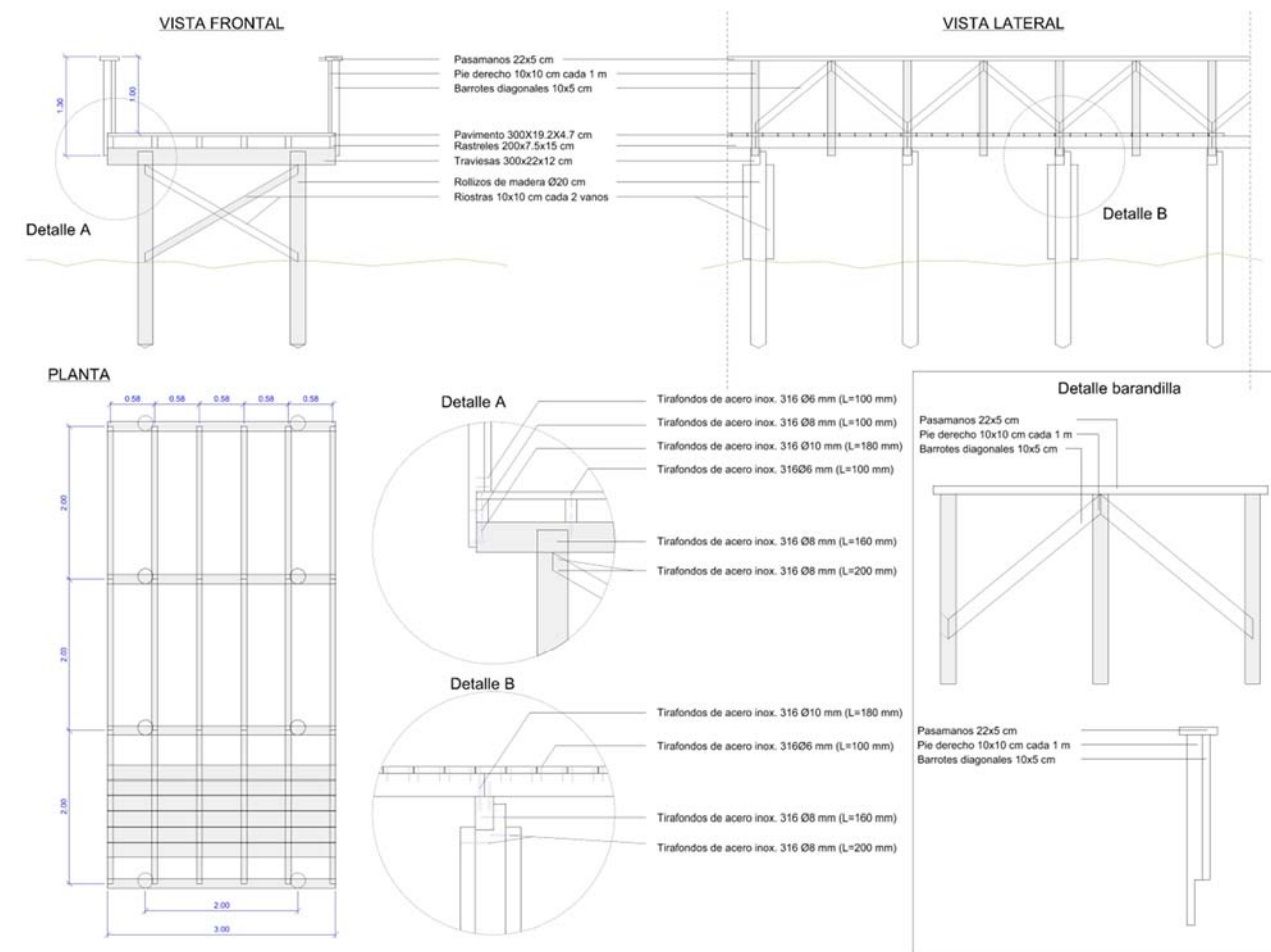 VISTA FRONTAL
VISTA LATERAL
1.30
1.00
Pasamanos 22x5 cm
Pie derecho 10x10 cm cada 1 m
Barrotes diagonales 10x5 cm
Pavimento 300X19.2X4.7 cm
Rastreles 200x7.5x15 cm
Traviesas 300x22x12 cm
Rollizos de madera Ø20 cm
Riostras 10x10 cm cada 2 vanos
Detalle A
Detalle B
PLANTA
0.58 0.58 0.58 0.58 0.58
2.00
2.00
2.00
2.00
3.00
Detalle A
Tirafondos de acero inox. 316 Ø6 mm (L=100 mm)
Tirafondos de acero inox. 316 Ø8 mm (L=100 mm)
Tirafondos de acero inox. 316 Ø10 mm (L=180 mm)
Tirafondos de acero inox. 316Ø6 mm (L=100 mm)
Tirafondos de acero inox. 316 Ø8 mm (L=160 mm)
Tirafondos de acero inox. 316 Ø8 mm (L=200 mm)
Detalle B
Tirafondos de acero inox. 316 Ø10 mm (L=180 mm)
Tirafondos de acero inox. 316Ø6 mm (L=100 mm)
Tirafondos de acero inox. 316 Ø8 mm (L=160 mm)
Tirafondos de acero inox. 316 Ø8 mm (L=200 mm)
Detalle barandilla
Pasamanos 22x5 cm
Pie derecho 10x10 cm cada 1 m
Barrotes diagonales 10x5 cm
Pasamanos 22x5 cm
Pie derecho 10x10 cm cada 1 m
Barrotes diagonales 10x5 cm